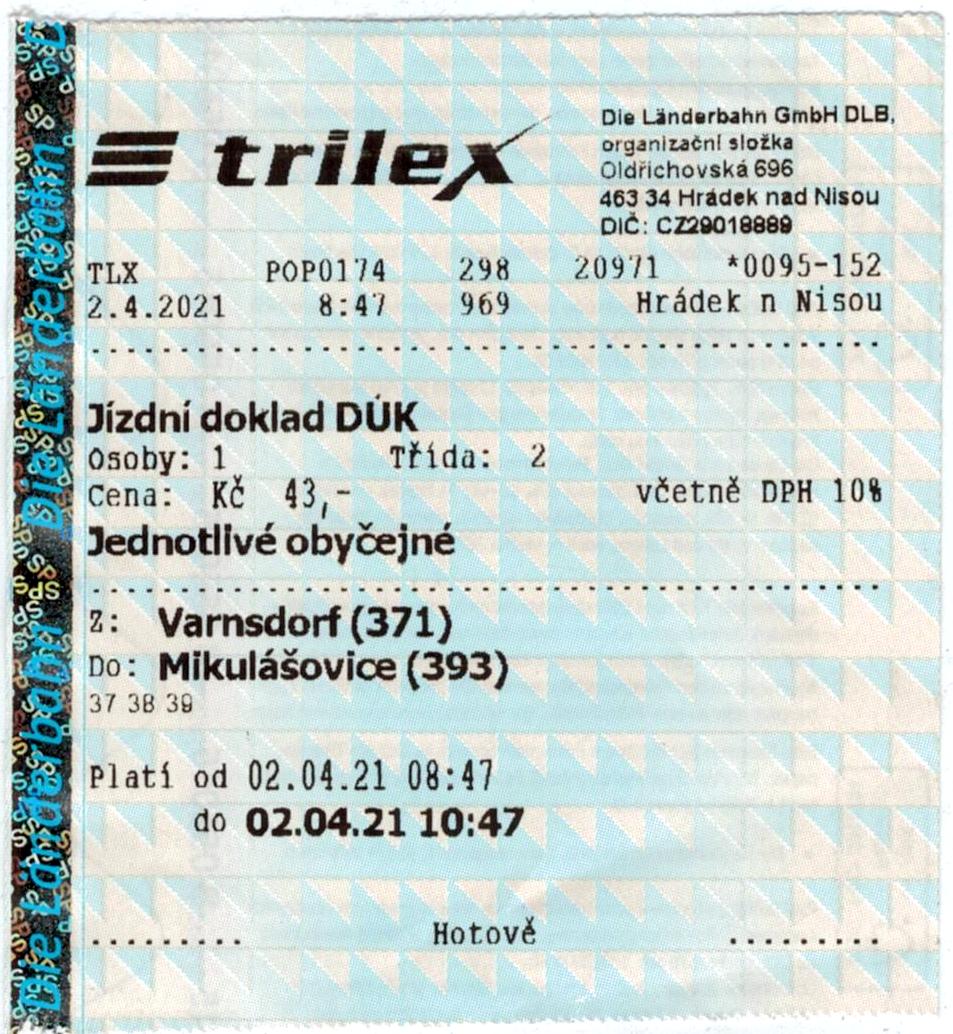 trilex
Die Länderbahn GmbH DLB,
organizační složka
Oldřichovská 696
463 34 Hrádek nad Nisou
DIČ: CZ29018889
TLX POP0174 298 20971 *0095-152
2.4.2021 8:47 969 Hrádek n Nisou
Jízdní doklad DÚK
Osoby: 1 Třída: 2
Cena: Kč 43,- včetně DPH 10%
Jednotlivé obyčejné
Z: Varnsdorf (371)
Do: Mikulášovice (393)
37 38 39
Platí od 02.04.21 08:47
do 02.04.21 10:47
Hotově
Die Länderbahn Die Länderbahn